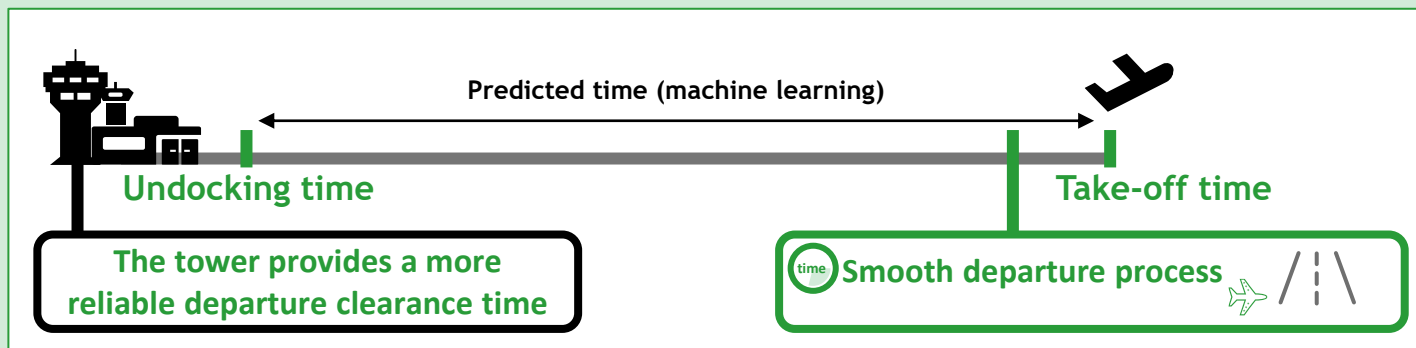 Predicted time (machine learning)
Undocking time
Take-off time
The tower provides a more
reliable departure clearance time
time
Smooth departure process